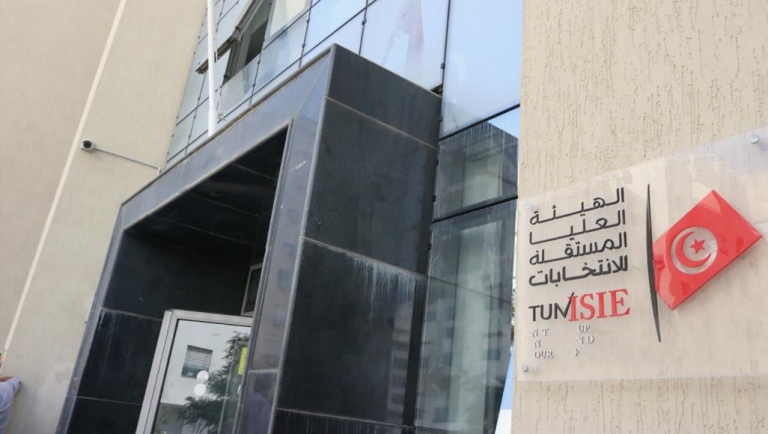 الهيئة
العليا
المستقلة
للانتخابات
TUNISIE